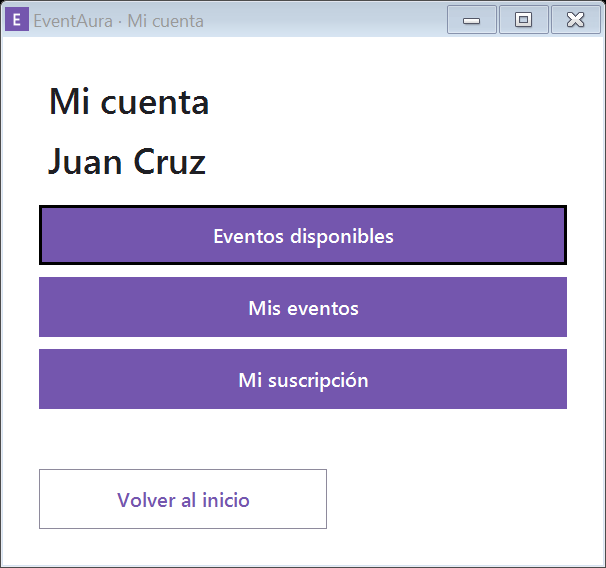 E EventAura · Mi cuenta
Mi cuenta
Juan Cruz
Eventos disponibles
Mis eventos
Mi suscripción
Volver al inicio